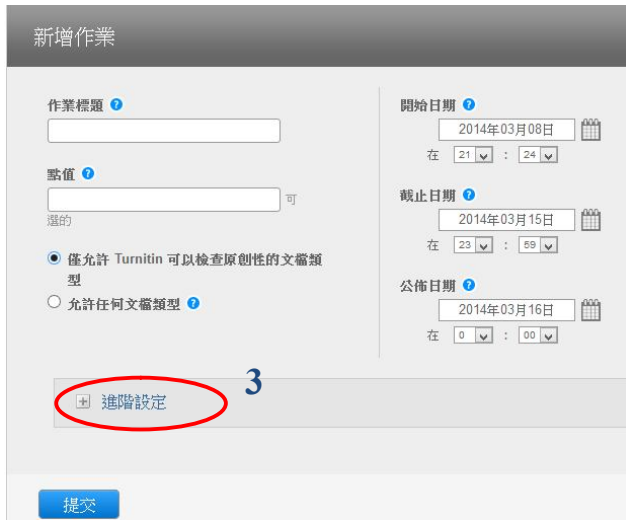 新增作業
作業標題
點值
可
選的
僅允許 Turnitin 可以檢查原創性的文檔類
型
允許任何文檔類型
開始日期
2014年03月08日
在 21 : 24
截止日期
2014年03月15日
在 23 : 59
公佈日期
2014年03月16日
在 0 : 00
進階設定
3
提交